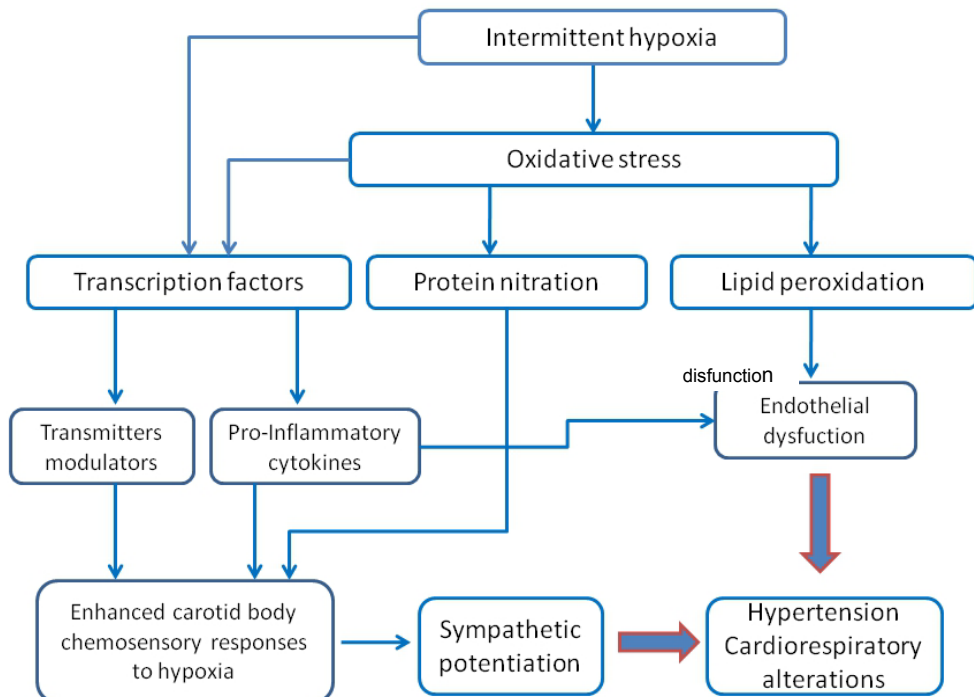 Intermittent hypoxia
Oxidative stress
Transcription factors
Protein nitration
Lipid peroxidation
disfunction
Transmitters
modulators
Pro-Inflammatory
cytokines
Endothelial
dysfuction
Enhanced carotid body
chemosensory responses
to hypoxia
Sympathetic
potentiation
Hypertension
Cardiorespiratory
alterations